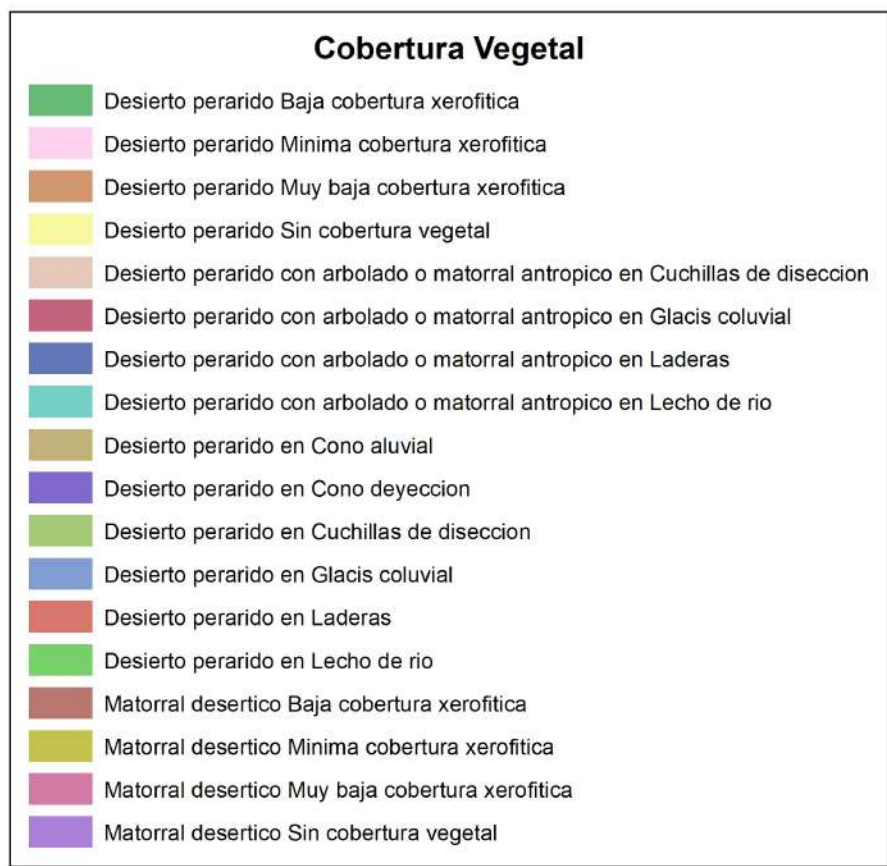 Cobertura Vegetal
Desierto perarido Baja cobertura xerofitica
Desierto perarido Minima cobertura xerofitica
Desierto perarido Muy baja cobertura xerofitica
Desierto perarido Sin cobertura vegetal
Desierto perarido con arbolado o matorral antropico en Cuchillas de diseccion
Desierto perarido con arbolado o matorral antropico en Glacis coluvial
Desierto perarido con arbolado o matorral antropico en Laderas
Desierto perarido con arbolado o matorral antropico en Lecho de rio
Desierto perarido en Cono aluvial
Desierto perarido en Cono deyeccion
Desierto perarido en Cuchillas de diseccion
Desierto perarido en Glacis coluvial
Desierto perarido en Laderas
Desierto perarido en Lecho de rio
Matorral desertico Baja cobertura xerofitica
Matorral desertico Minima cobertura xerofitica
Matorral desertico Muy baja cobertura xerofitica
Matorral desertico Sin cobertura vegetal